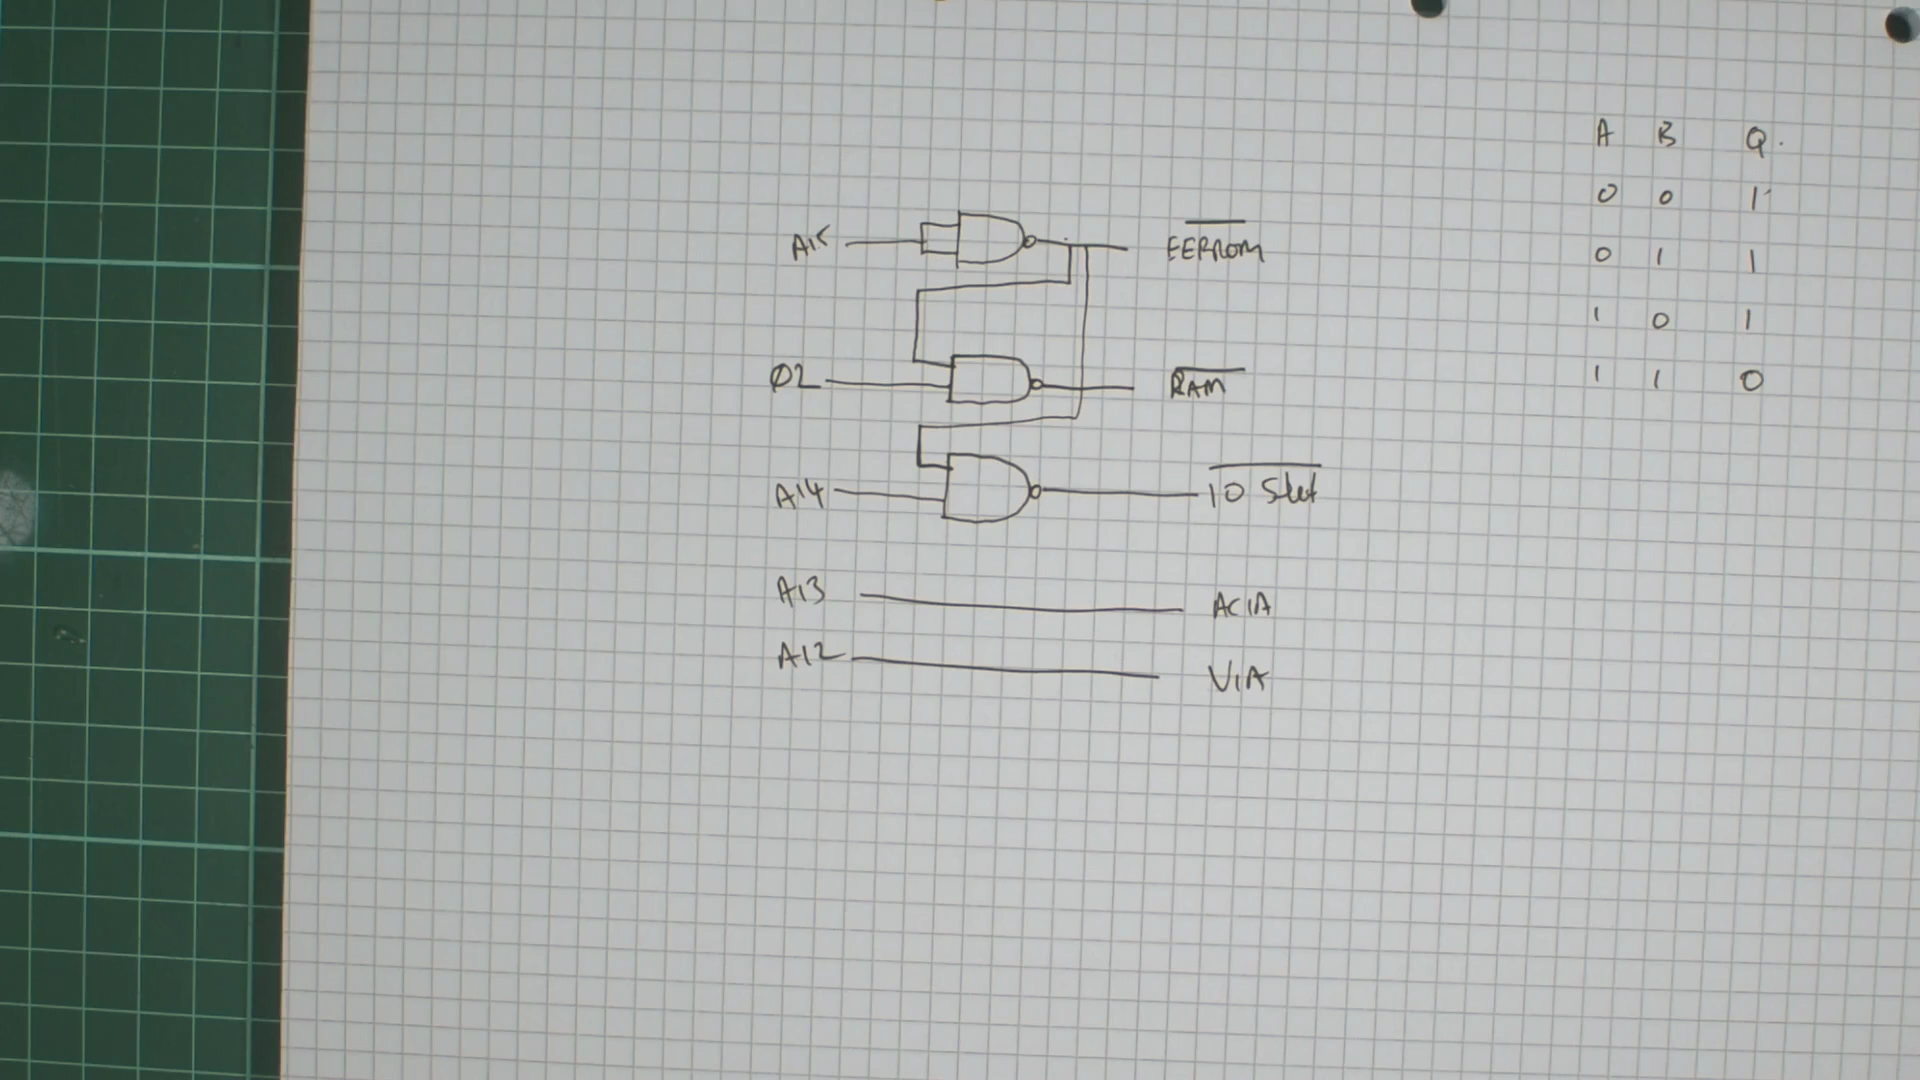 A B Q.
0 0 1
A15 EEPROM
0 1 1
1 0 1
Ø2 RAM
1 1 0
A14 IO Slot
A13 ACIA
A12 VIA